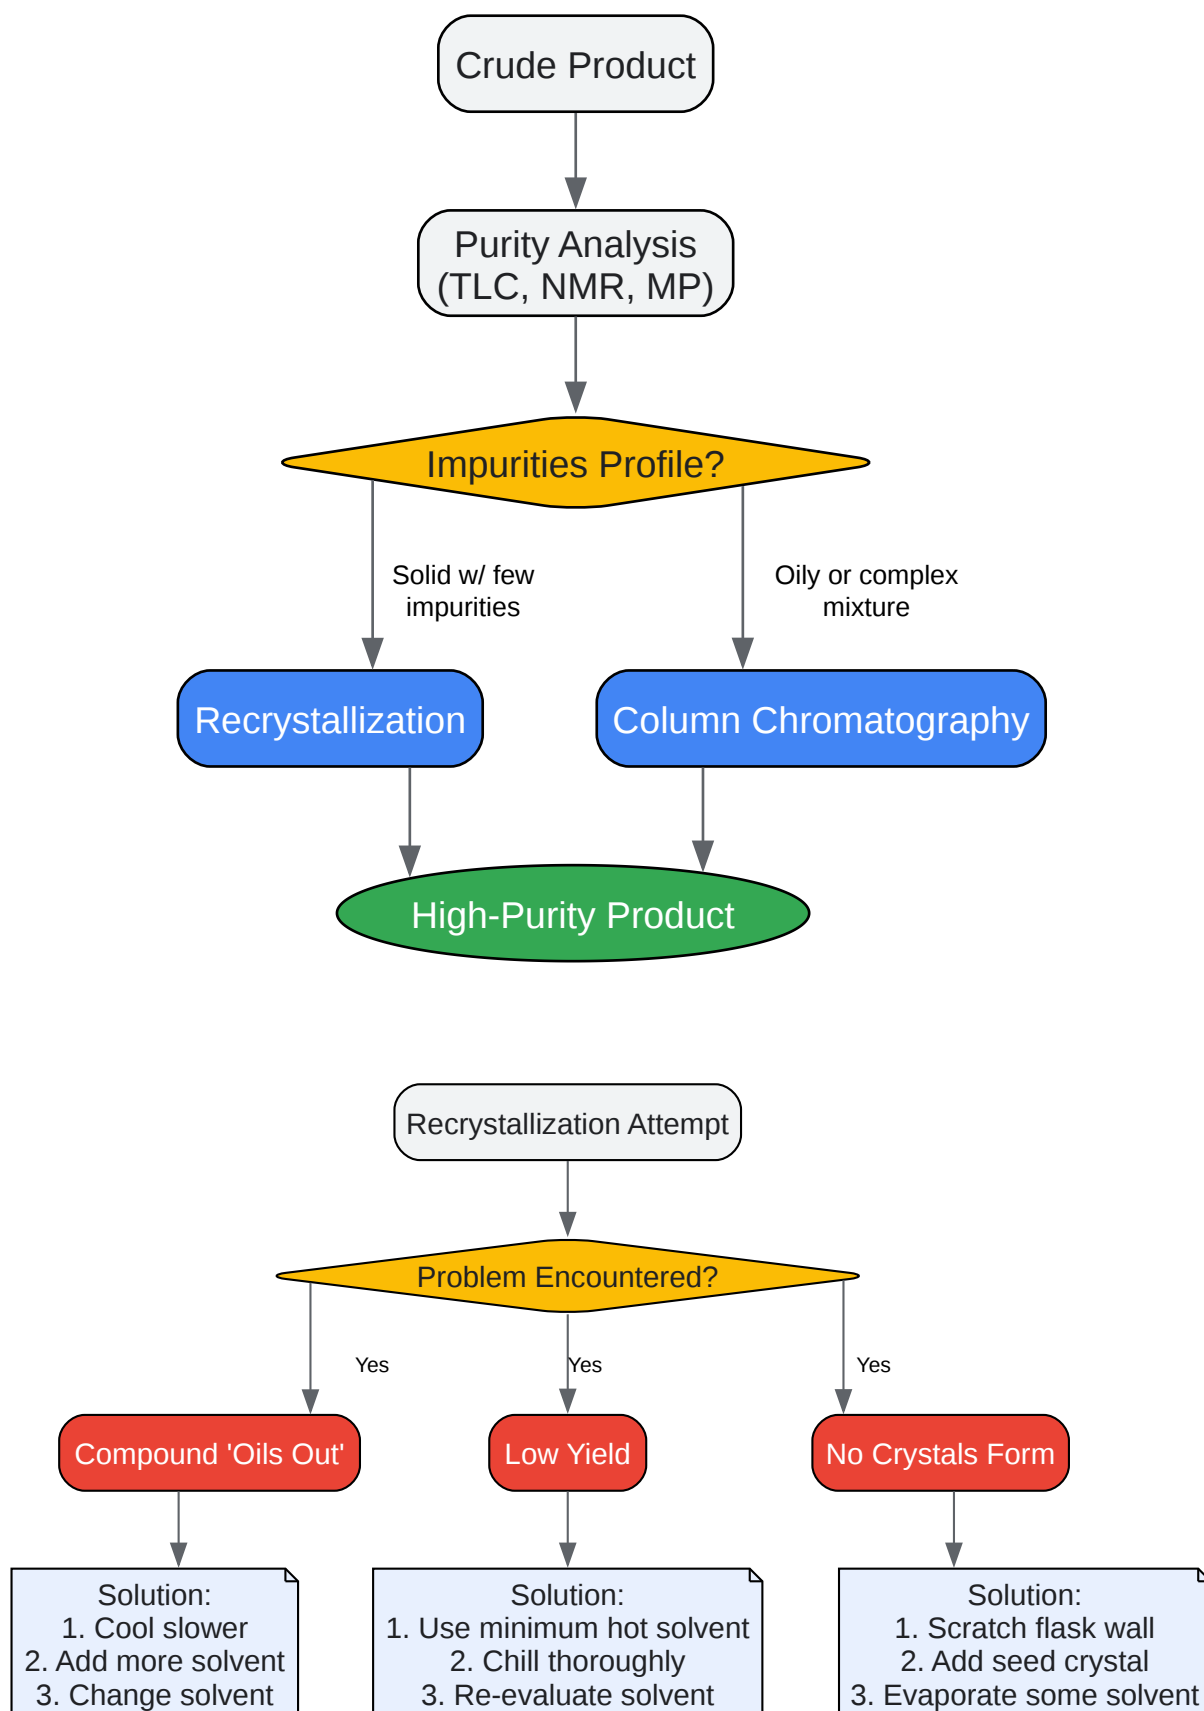 Crude Product
Purity Analysis
(TLC, NMR, MP)
Impurities Profile?
Solid w/ few
impurities
Oily or complex
mixture
Recrystallization
Column Chromatography
High-Purity Product
Recrystallization Attempt
Problem Encountered?
Yes
Yes
Yes
Compound 'Oils Out'
Low Yield
No Crystals Form
Solution:
1. Cool slower
2. Add more solvent
3. Change solvent
Solution:
1. Use minimum hot solvent
2. Chill thoroughly
3. Re-evaluate solvent
Solution:
1. Scratch flask wall
2. Add seed crystal
3. Evaporate some solvent